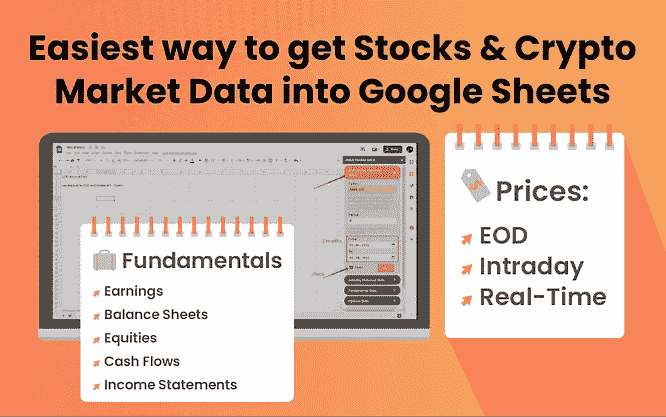 Easiest way to get Stocks & Crypto
Market Data into Google Sheets
Fundamentals
Earnings
Balance Sheets
Equities
Cash Flows
Income Statements
Prices:
EOD
Intraday
Real-Time